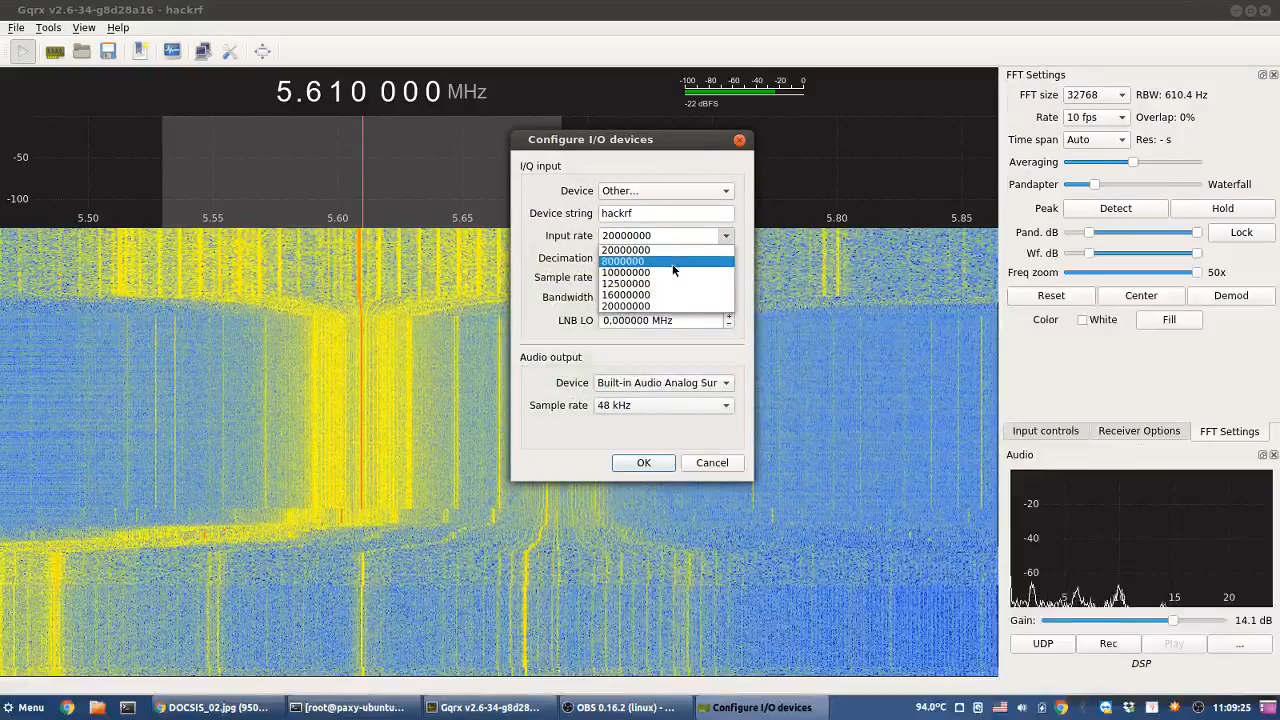 Gqrx v2.6-34-g8d28a16 - hackrf
File Tools View Help
5.610 000 MHz
-100 -80 -60 -40 -20 0
-22 dBFS
-50
-100
5.50 5.55 5.60 5.65 5.80 5.85
Configure I/O devices
I/Q input
Device Other...
Device string hackrf
Input rate 20000000
20000000
Decimation 8000000
10000000
Sample rate
12500000
Bandwidth 16000000
20000000
LNB LO 0,000000 MHz
Audio output
Device Built-in Audio Analog Sur
Sample rate 48 kHz
OK Cancel
FFT Settings
FFT size 32768 RBW: 610.4 Hz
Rate 10 fps Overlap: 0%
Time span Auto Res: - s
Averaging
Pandapter Waterfall
Peak Detect Hold
Pand. dB Lock
Wf. dB
Freq zoom 50x
Reset Center Demod
Color White Fill
Input controls Receiver Options FFT Settings
Audio
-20
-40
-60
5 10 15 20
Gain: 14.1 dB
UDP Rec Play ...
DSP
Menu DOCSIS_02.jpg (950... [root@paxy-ubuntu... Gqrx v2.6-34-g8d28... OBS 0.16.2 (linux) -... Configure I/O devices 94.0°C 11:09:25